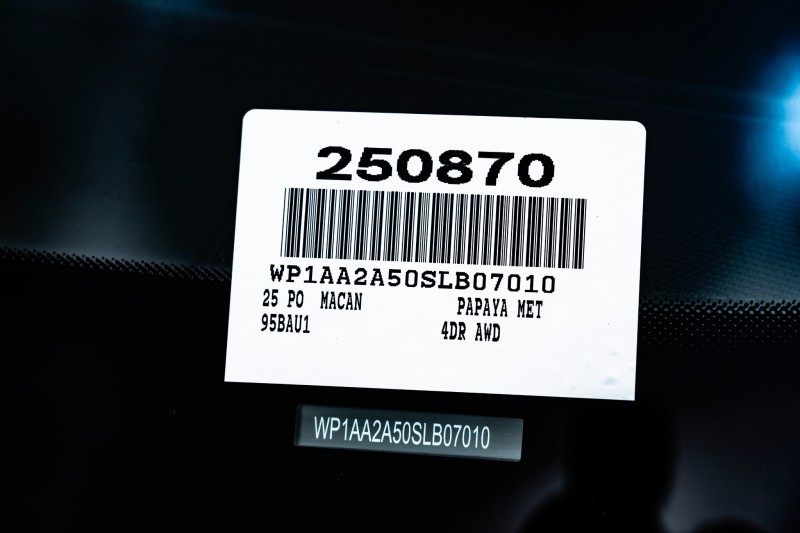 250870
WP1AA2A50SLB07010
25 PO MACAN PAPAYA MET
95BAU1 4DR AWD
WP1AA2A50SLB07010